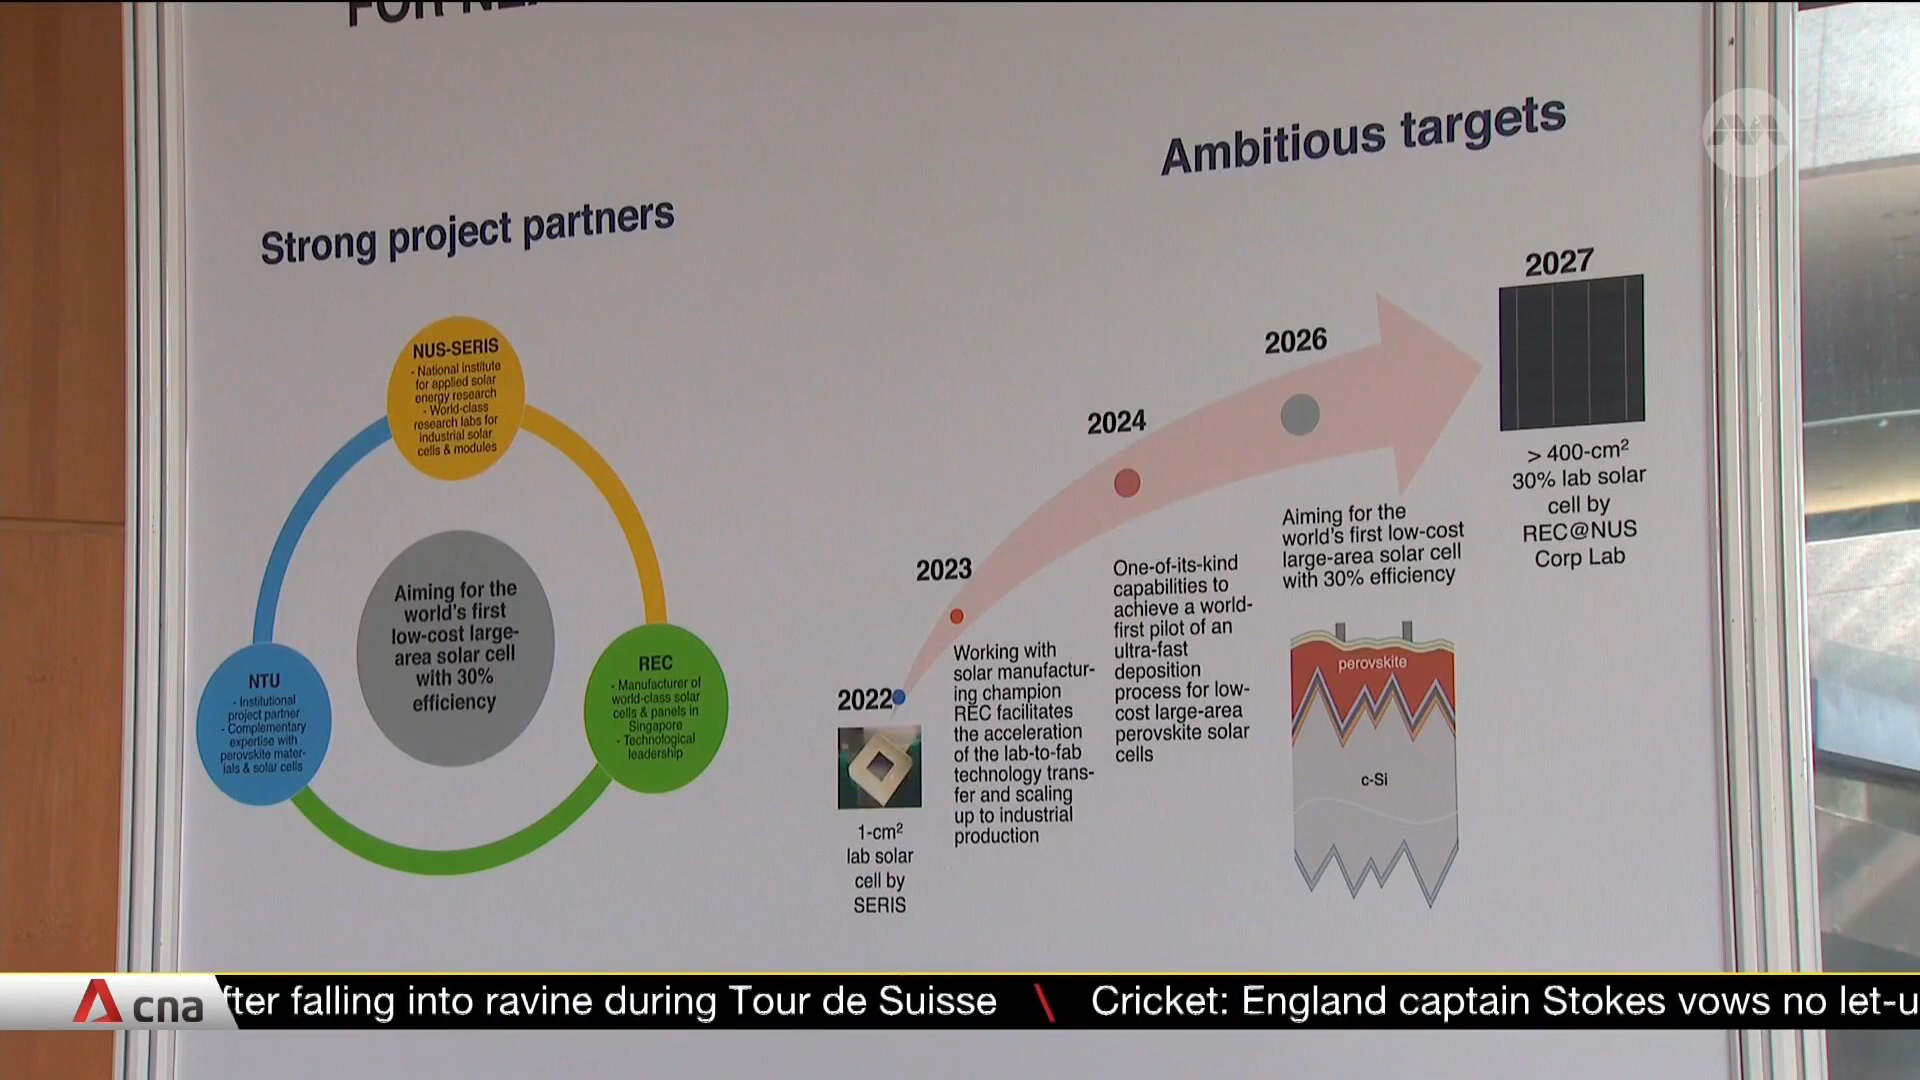 Ambitious targets
Strong project partners
NUS-SERIS
- National institute
for applied solar
energy research
- World-class
research labs for
industrial solar
cells & modules
NTU
- Institutional
project partner
- Complementary
expertise with
perovskite mater-
ials & solar cells
REC
- Manufacturer of
world-class solar
cells & panels in
Singapore
- Technological
leadership
Aiming for the
world's first
low-cost large-
area solar cell
with 30%
efficiency
2022
1-cm²
lab solar
cell by
SERIS
2023
Working with
solar manufactur-
ing champion
REC facilitates
the acceleration
of the lab-to-fab
technology trans-
fer and scaling
up to industrial
production
2024
One-of-its-kind
capabilities to
achieve a world-
first pilot of an
ultra-fast
deposition
process for low-
cost large-area
perovskite solar
cells
2026
Aiming for the
world's first low-cost
large-area solar cell
with 30% efficiency
perovskite
c-Si
2027
> 400-cm²
30% lab solar
cell by
REC@NUS
Corp Lab
cna
fter falling into ravine during Tour de Suisse \ Cricket: England captain Stokes vows no let-u